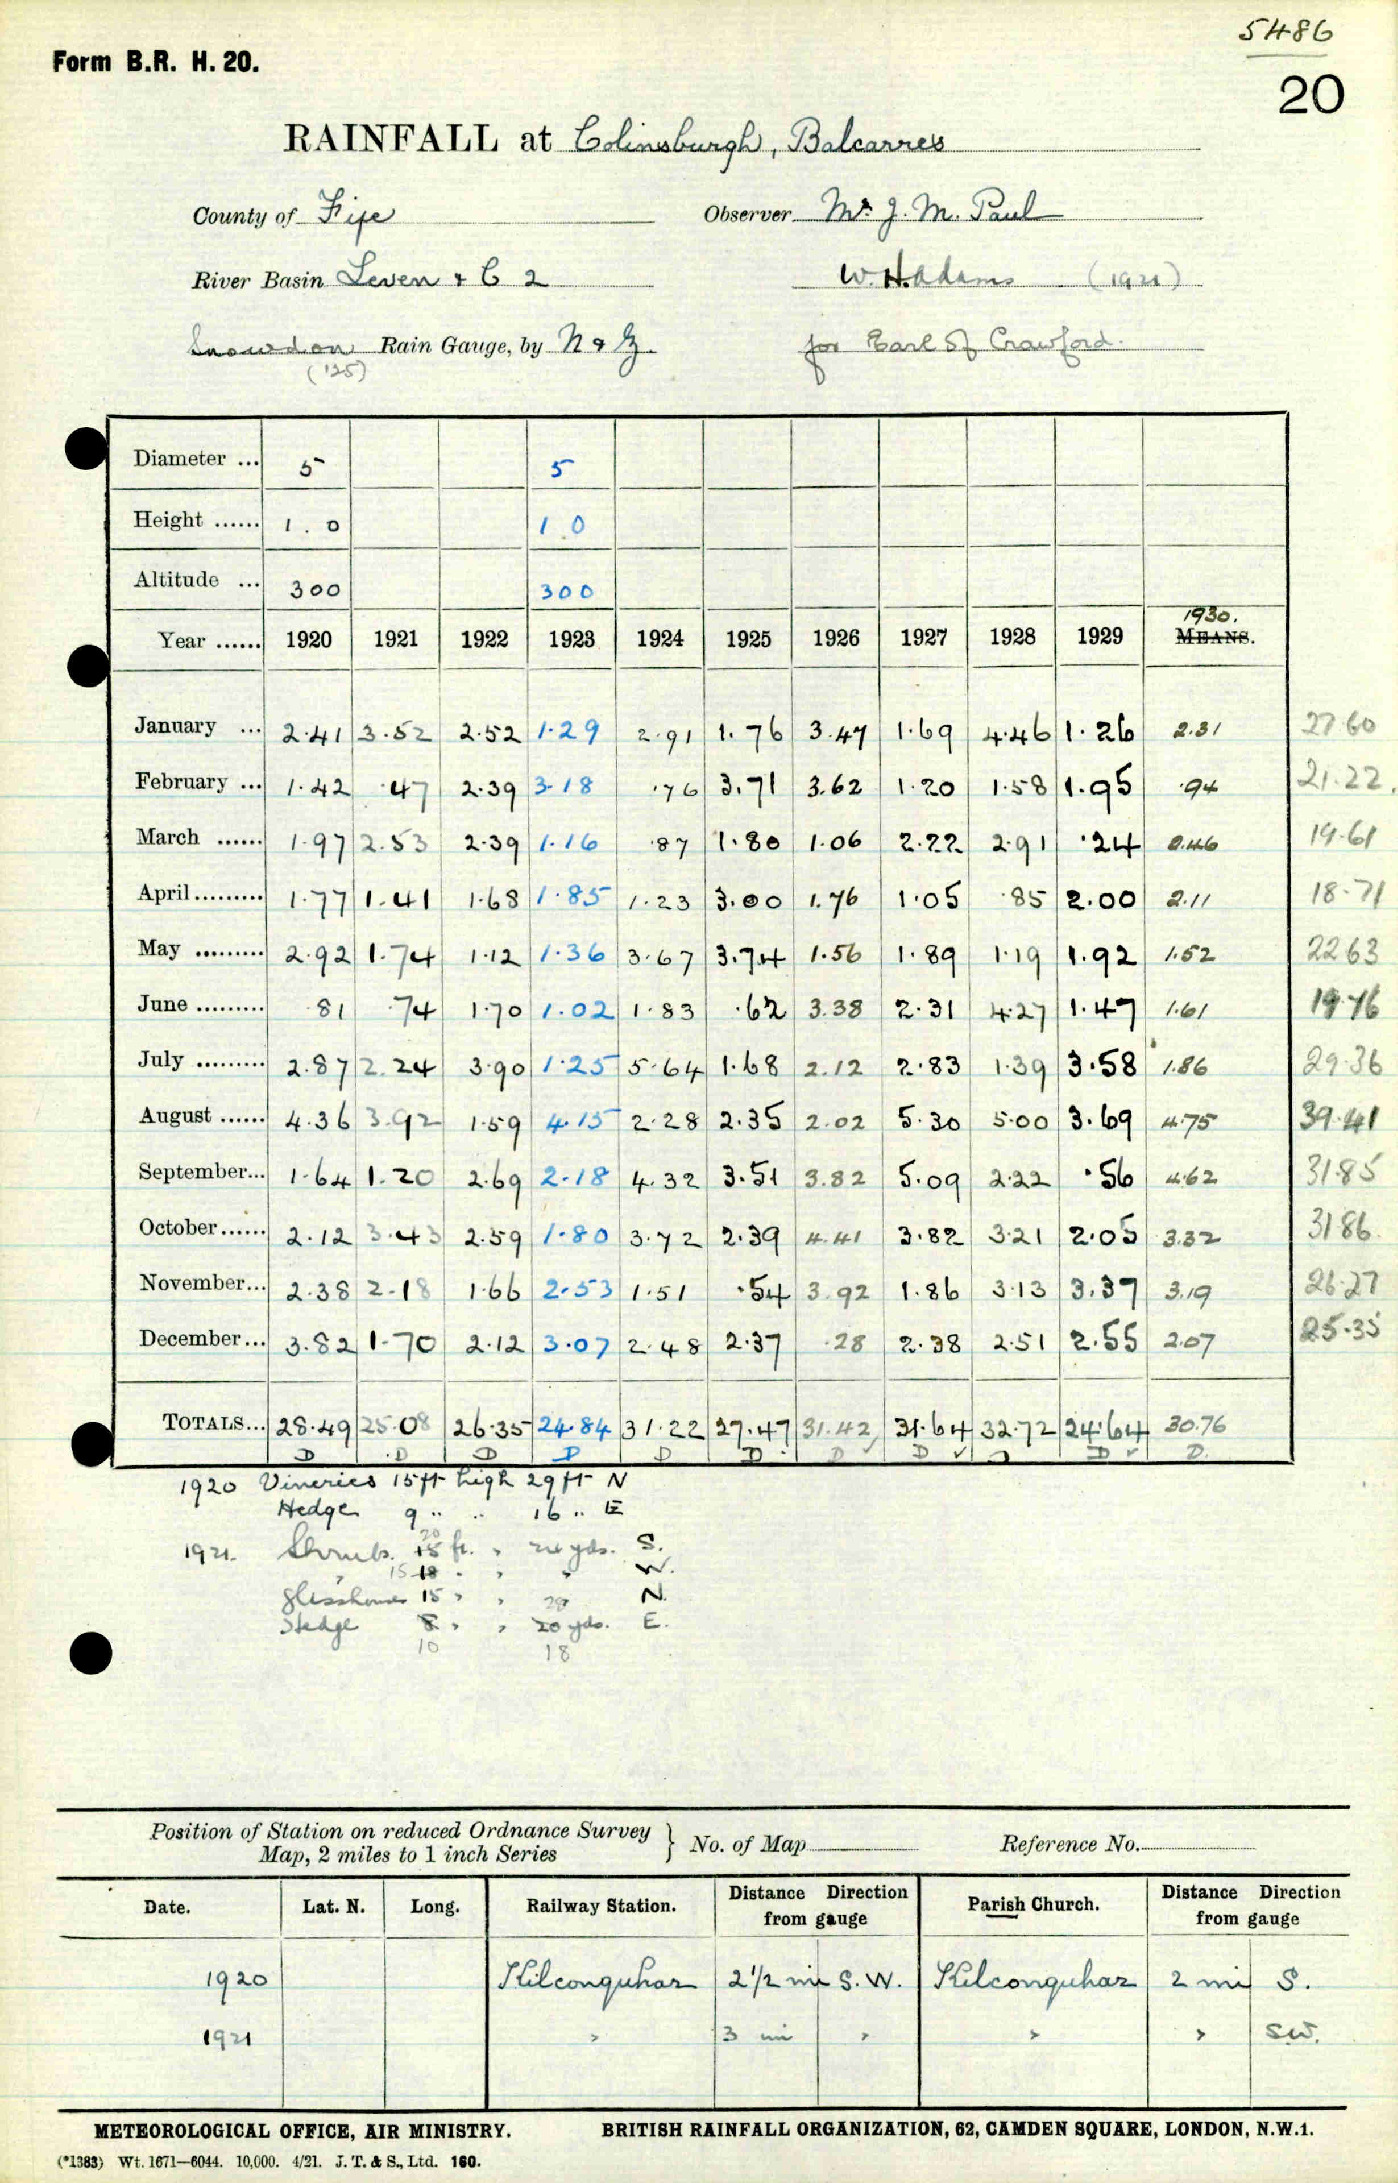 5486
Form B.R. H. 20.
20
RAINFALL at Colinsburgh, Balcarres
County of Fife Observer Mr J. M. Paul
River Basin Leven & C 2 W. H. Adams (1921)
Snowdon Rain Gauge, by N & Z. for Earl of Crawford.
(125)
Diameter ... 5 5
Height ...... 1.0 1.0
Altitude ... 300 300
1930.
Year ...... 1920 1921 1922 1923 1924 1925 1926 1927 1928 1929 MEANS.
January ... 2.41 3.52 2.52 1.29 2.91 1.76 3.47 1.69 4.46 1.26 2.31 27.60
February ... 1.42 .47 2.39 3.18 .76 3.71 3.62 1.20 1.58 1.95 .94 21.22
March ...... 1.97 2.53 2.39 1.16 .87 1.80 1.06 2.22 2.91 .24 2.46 19.61
April ......... 1.77 1.41 1.68 1.85 1.23 3.00 1.76 1.05 .85 2.00 2.11 18.71
May ......... 2.92 1.74 1.12 1.36 3.67 3.74 1.56 1.89 1.19 1.92 1.52 22.63
June ......... .81 .74 1.70 1.02 1.83 .62 3.38 2.31 4.27 1.47 1.61 19.76
July ......... 2.87 2.24 3.90 1.25 5.64 1.68 2.12 2.83 1.39 3.58 1.86 29.36
August ...... 4.36 3.92 1.59 4.15 2.28 2.35 2.02 5.30 5.00 3.69 4.75 39.41
September... 1.64 1.20 2.69 2.18 4.32 3.51 3.82 5.09 2.22 .56 4.62 31.85
October...... 2.12 3.43 2.59 1.80 3.72 2.39 4.41 3.82 3.21 2.05 3.32 31.86
November... 2.38 2.18 1.66 2.53 1.51 .54 3.92 1.86 3.13 3.37 3.19 26.27
December... 3.82 1.70 2.12 3.07 2.48 2.37 .28 2.38 2.51 2.55 2.07 25.35
TOTALS... 28.49 25.08 26.35 24.84 31.22 27.47 31.42 31.64 32.72 24.64 30.76
D D D D D D D ✓ D ✓ D D ✓ D.
1920 Vineries 15 ft high 29 ft N
Hedge 9 " " 16 " E
20
1921. Shrubs. 15 ft. " 24 yds. S.
" 15 18 " " " W.
Glasshouse 15 " " 28 N.
Hedge 8 " " 20 yds. E.
10 18
Position of Station on reduced Ordnance Survey
Map, 2 miles to 1 inch Series } No. of Map Reference No.
Date. Lat. N. Long. Railway Station. Distance Direction from gauge Parish Church. Distance Direction from gauge
1920 Kilconquhar 2 1/2 mi S. W. Kilconquhar 2 mi S.
1921 " 3 mi " " " SW.
METEOROLOGICAL OFFICE, AIR MINISTRY. BRITISH RAINFALL ORGANIZATION, 62, CAMDEN SQUARE, LONDON, N.W.1.
(*1383) Wt. 1671—6044. 10,000. 4/21. J. T. & S., Ltd. 160.